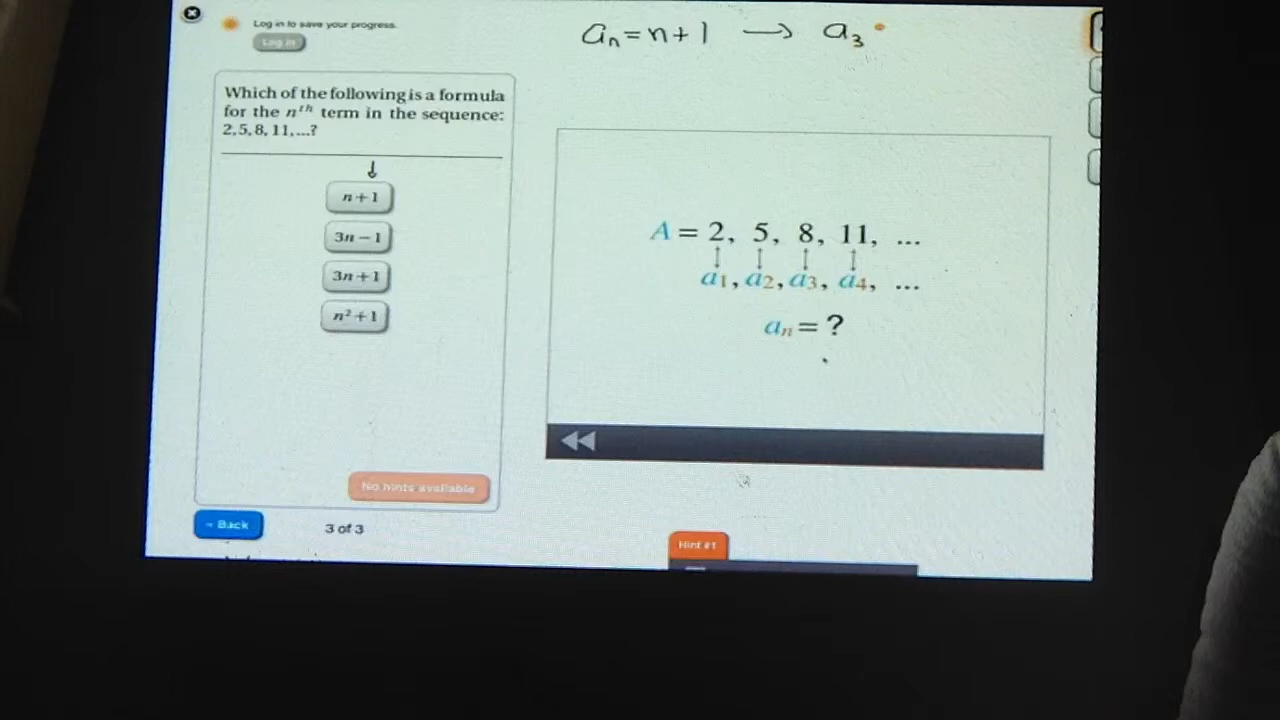 Log in to save your progress.
Log in
aₙ = n + 1 → a₃
Which of the following is a formula
for the nᵗʰ term in the sequence:
2, 5, 8, 11, ...?
n + 1
3n − 1
3n + 1
n² + 1
No hints available
Back
3 of 3
A = 2, 5, 8, 11, ...
a₁, a₂, a₃, a₄, ...
aₙ = ?
Hint #1